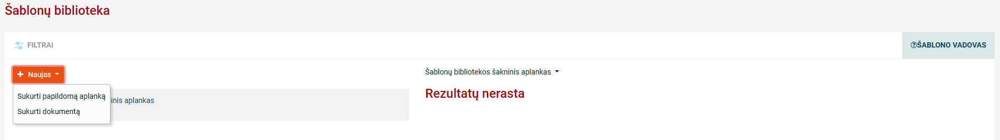 Šablonų biblioteka
FILTRAI
ŠABLONO VADOVAS
Naujas
Sukurti papildomą aplanką
Sukurti dokumentą
inis aplankas
Šablonų bibliotekos šakninis aplankas
Rezultatų nerasta